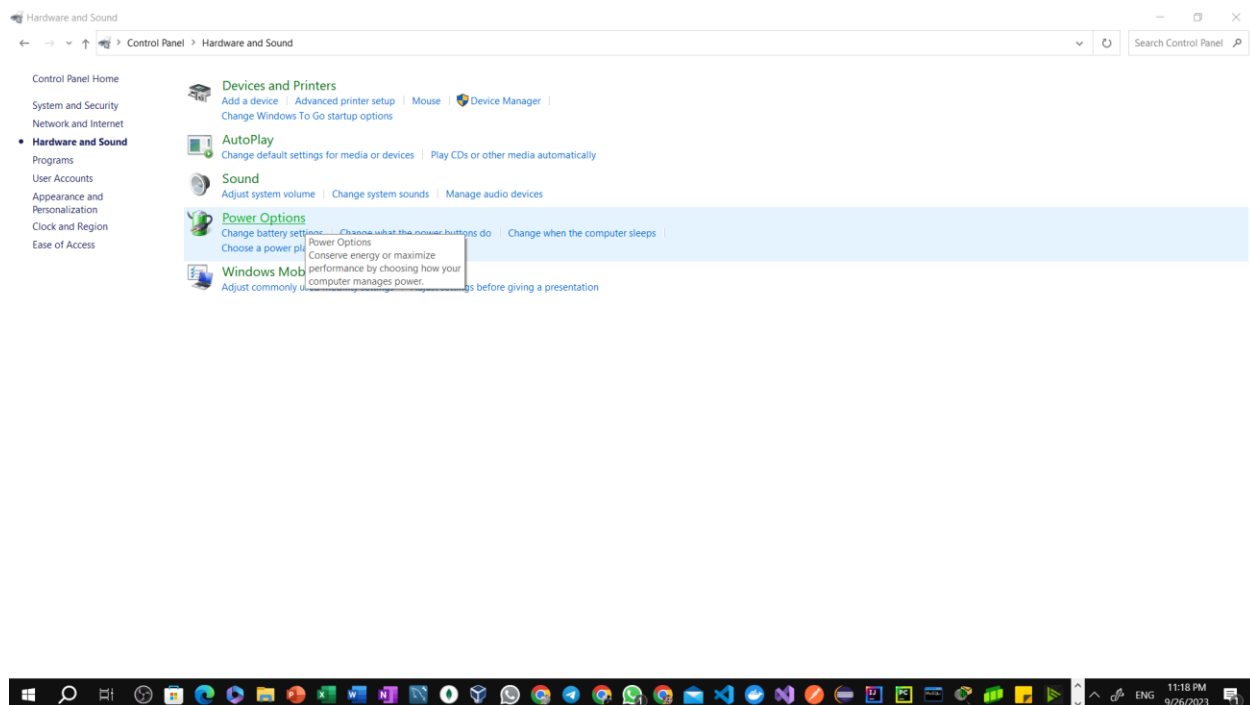 Hardware and Sound
Control Panel > Hardware and Sound
Search Control Panel
Control Panel Home
System and Security
Network and Internet
Hardware and Sound
Programs
User Accounts
Appearance and
Personalization
Clock and Region
Ease of Access
Devices and Printers
Add a device | Advanced printer setup | Mouse | Device Manager |
Change Windows To Go startup options
AutoPlay
Change default settings for media or devices | Play CDs or other media automatically
Sound
Adjust system volume | Change system sounds | Manage audio devices
Power Options
Change battery settings | Change what the power buttons do | Change when the computer sleeps |
Choose a power pla
Power Options
Conserve energy or maximize
performance by choosing how your
computer manages power.
Windows Mob
Adjust commonly used mobility settings | Adjust settings before giving a presentation
ENG
11:18 PM
9/26/2023